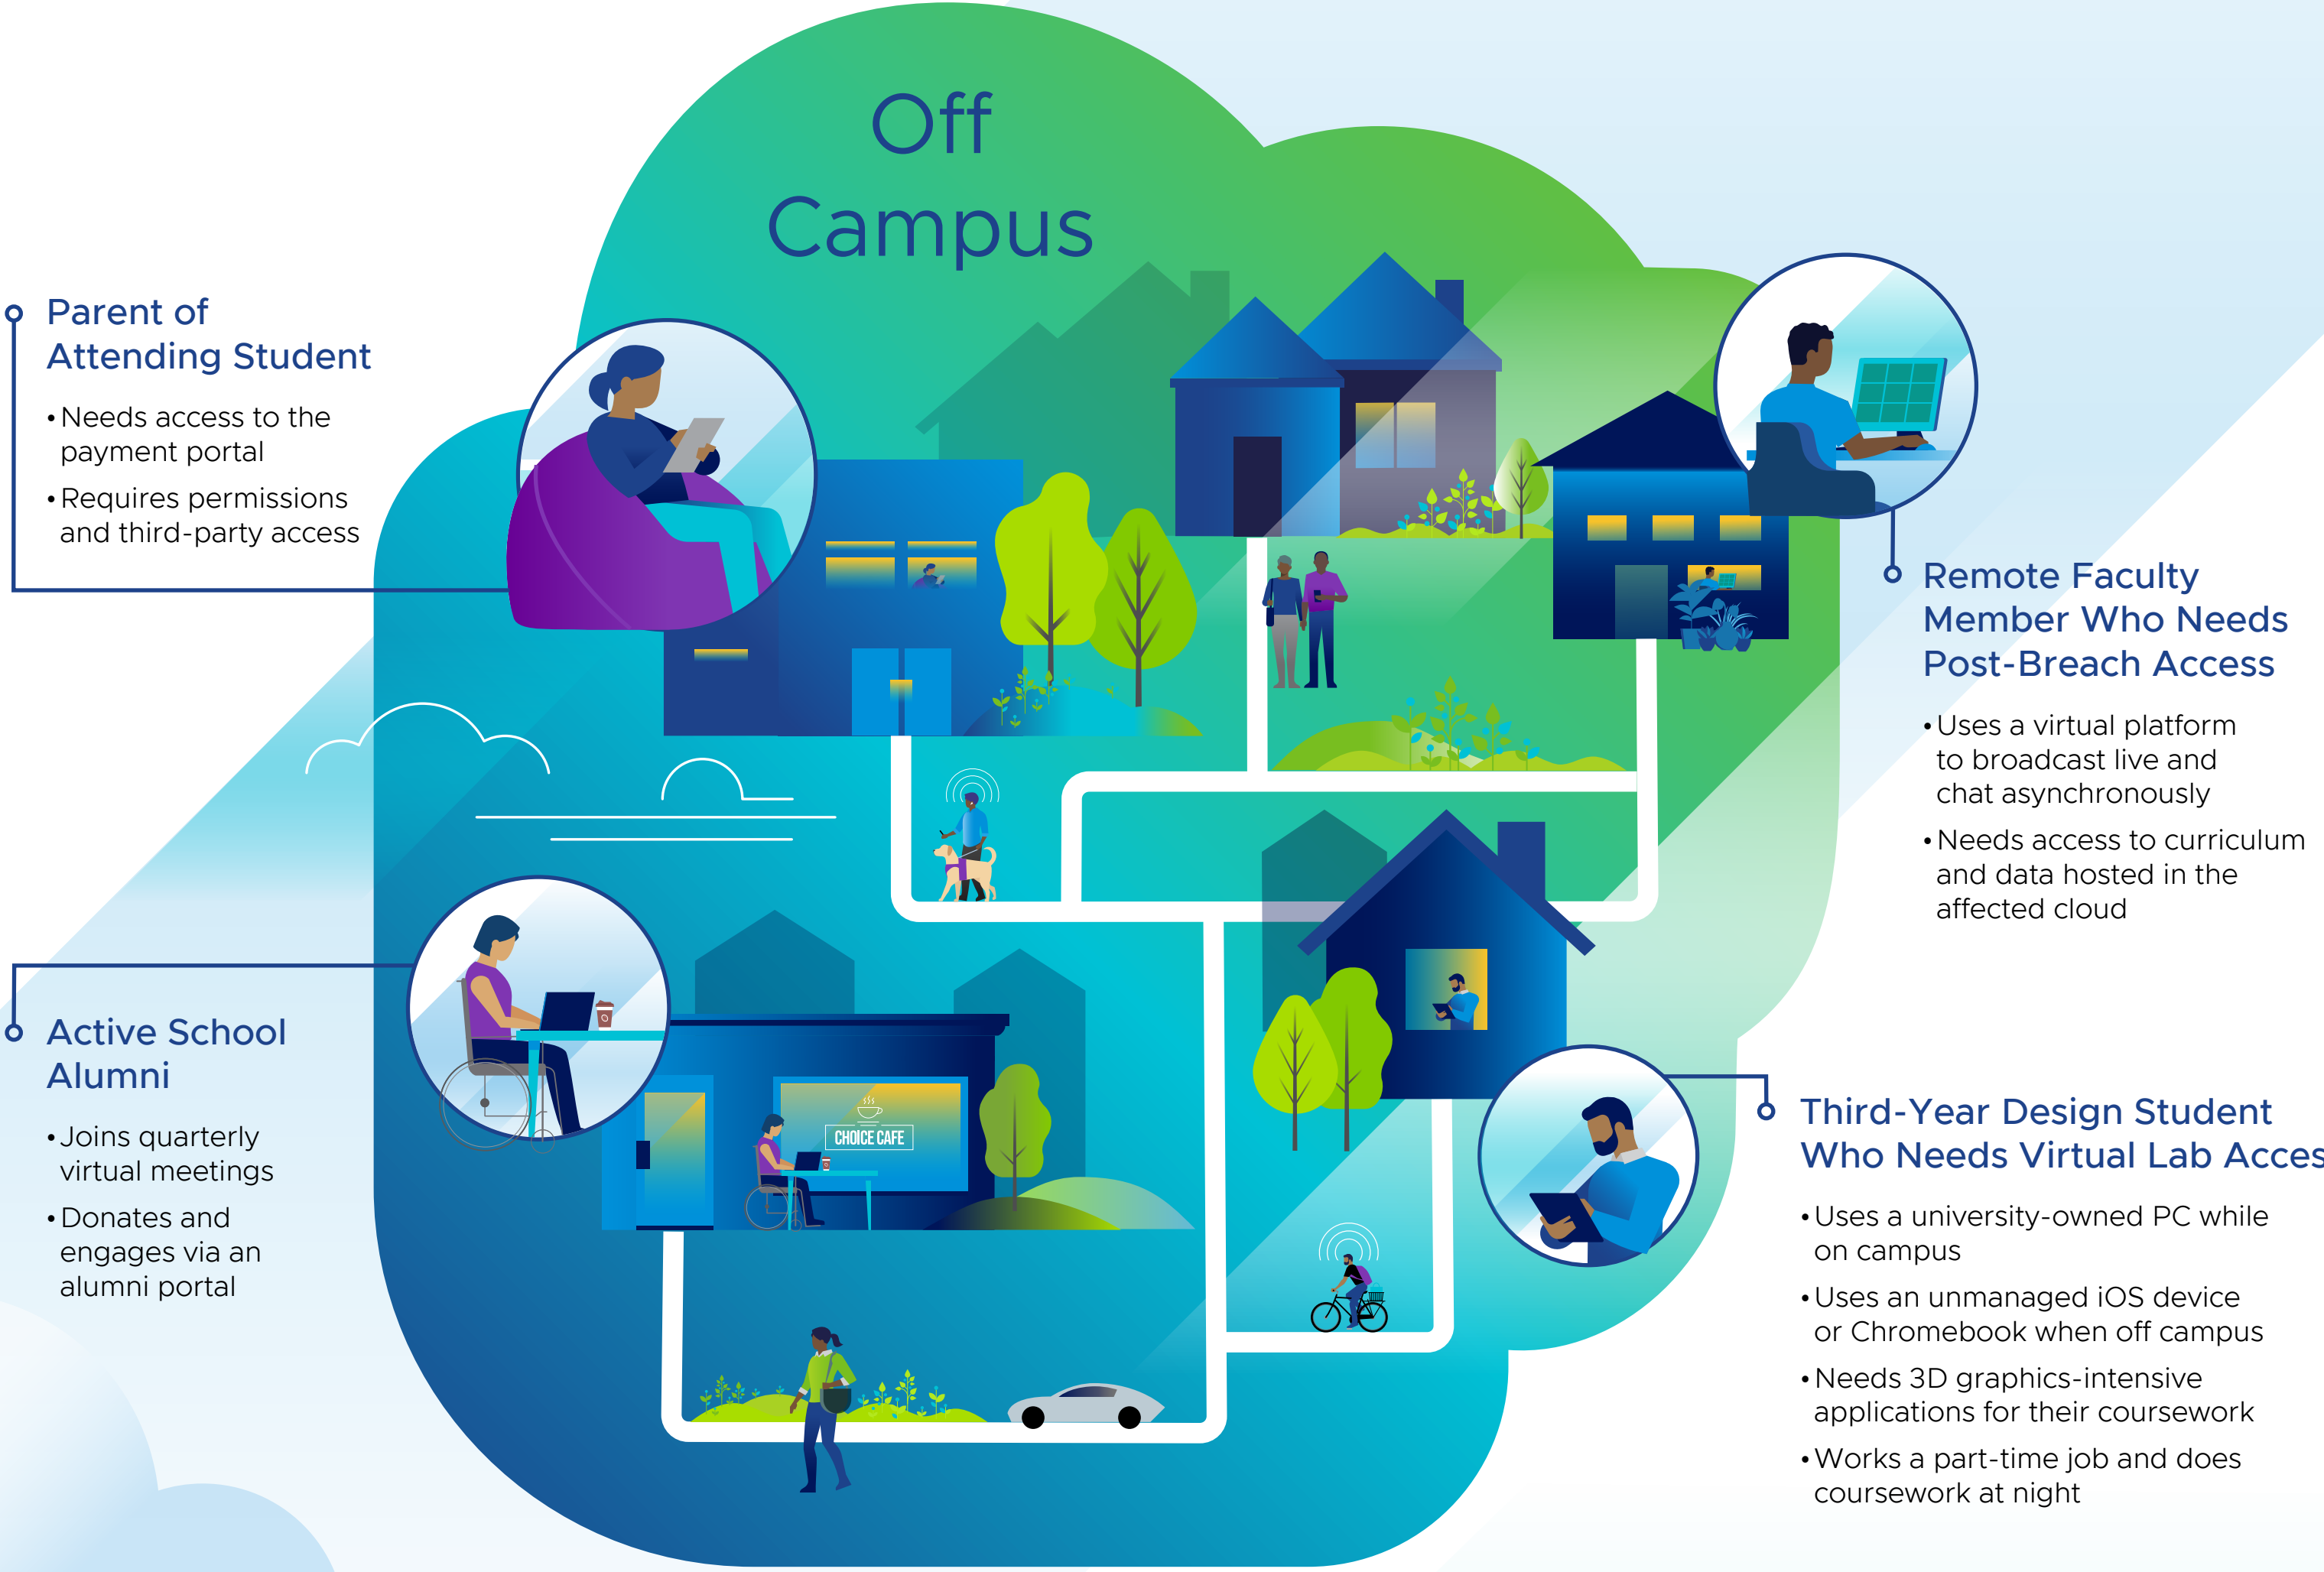 Off
Campus
Parent of
Attending Student
• Needs access to the
payment portal
• Requires permissions
and third-party access
Remote Faculty
Member Who Needs
Post-Breach Access
• Uses a virtual platform
to broadcast live and
chat asynchronously
• Needs access to curriculum
and data hosted in the
affected cloud
Active School
Alumni
• Joins quarterly
virtual meetings
• Donates and
engages via an
alumni portal
CHOICE CAFE
Third-Year Design Student
Who Needs Virtual Lab Acces
• Uses a university-owned PC while
on campus
• Uses an unmanaged iOS device
or Chromebook when off campus
• Needs 3D graphics-intensive
applications for their coursework
• Works a part-time job and does
coursework at night